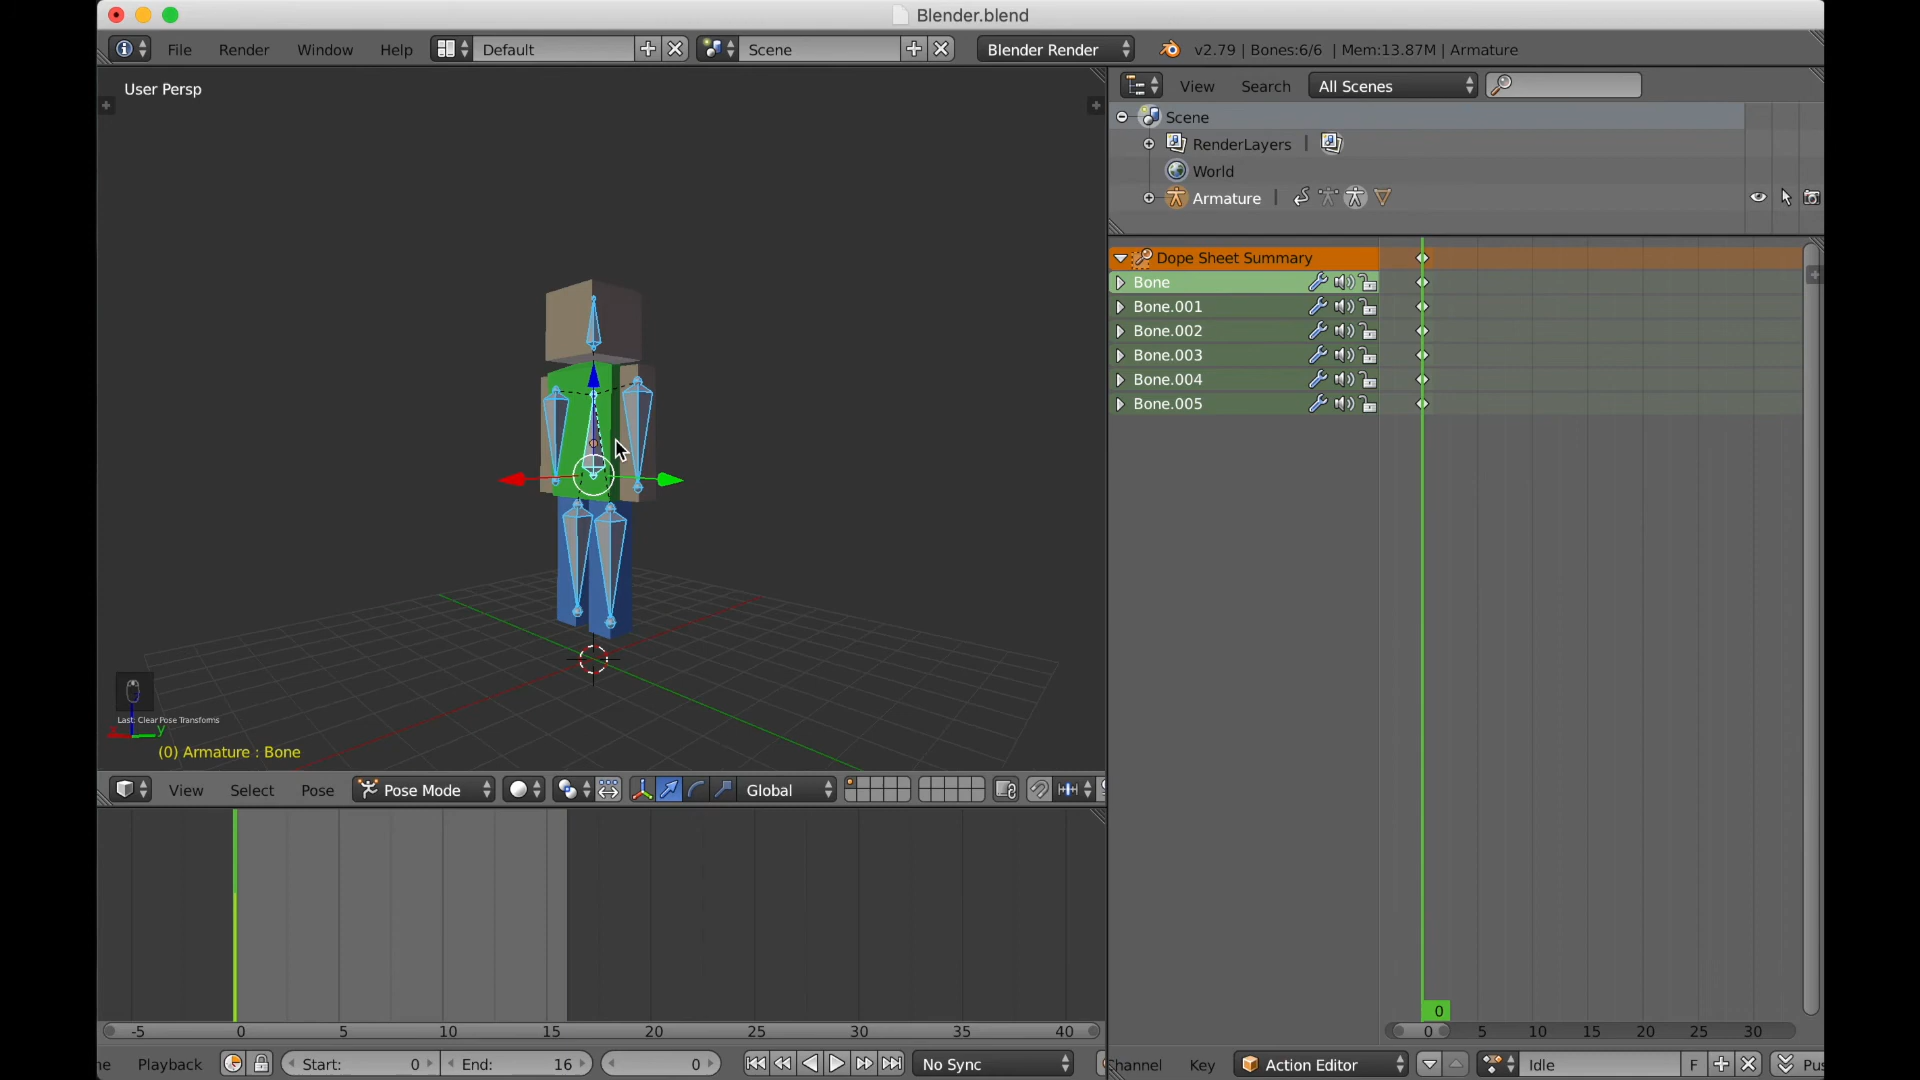 Blender.blend
File Render Window Help Default Scene Blender Render v2.79 | Bones:6/6 | Mem:13.87M | Armature
User Persp
View Search All Scenes
Scene
RenderLayers
World
Armature
Dope Sheet Summary
Bone
Bone.001
Bone.002
Bone.003
Bone.004
Bone.005
Last: Clear Pose Transforms
x y
(0) Armature : Bone
View Select Pose Pose Mode Global
0
-5 0 5 10 15 20 25 30 35 40
0 5 10 15 20 25 30
ne Playback Start: 0 End: 16 0 No Sync
Channel Key Action Editor Idle F Pus